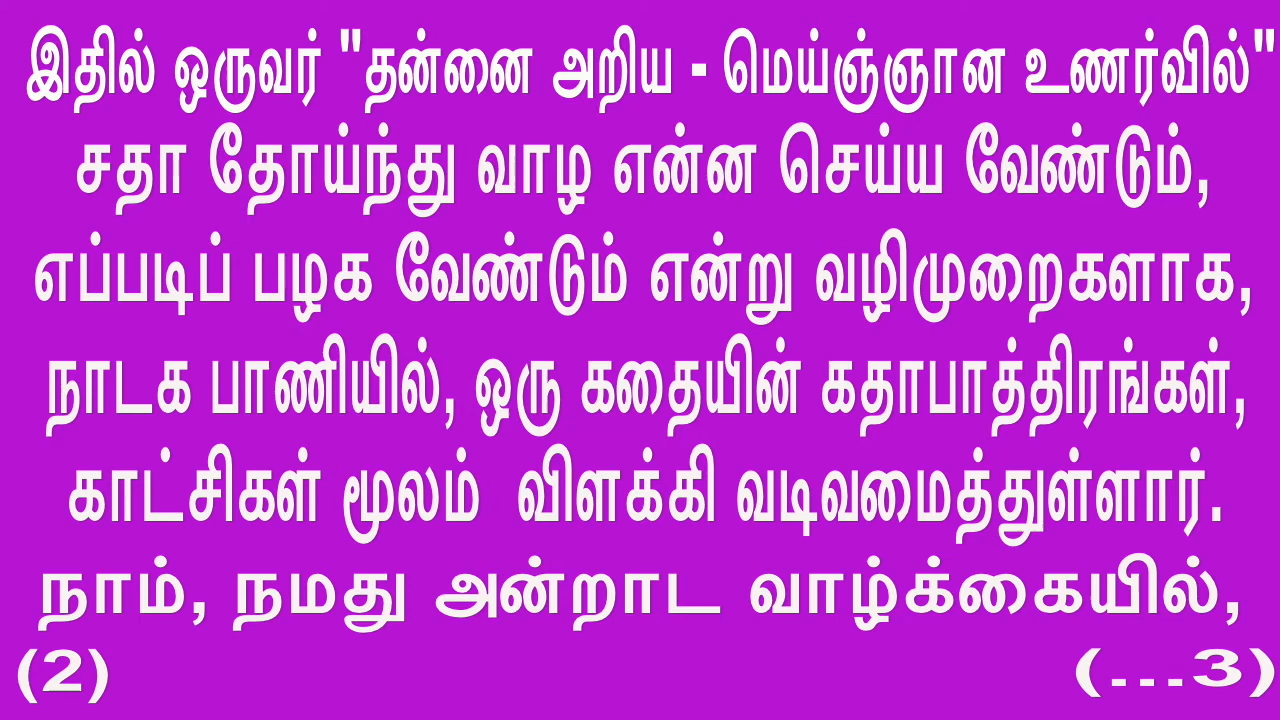 இதில் ஒருவர் "தன்னை அறிய - மெய்ஞ்ஞான உணர்வில்"
சதா தோய்ந்து வாழ என்ன செய்ய வேண்டும்,
எப்படிப் பழக வேண்டும் என்று வழிமுறைகளாக,
நாடக பாணியில், ஒரு கதையின் கதாபாத்திரங்கள்,
காட்சிகள் மூலம்  விளக்கி வடிவமைத்துள்ளார்.
நாம், நமது அன்றாட வாழ்க்கையில்,
(2) (...3)